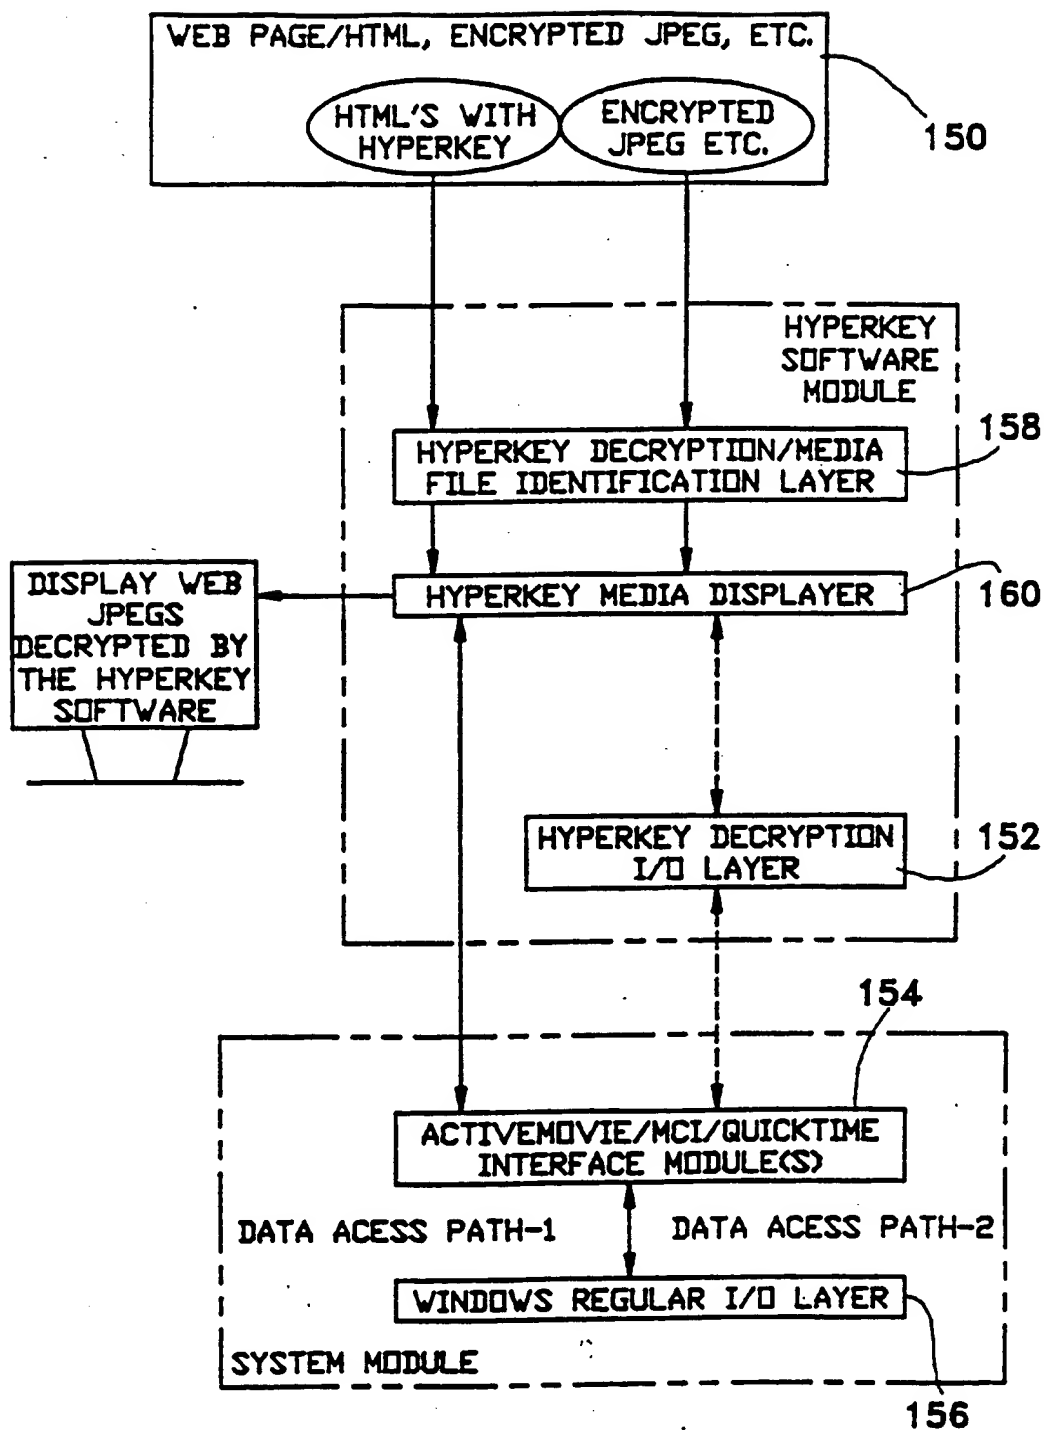 WEB PAGE/HTML, ENCRYPTED JPEG, ETC.
HTML'S WITH
HYPERKEY
ENCRYPTED
JPEG ETC.
150
HYPERKEY
SOFTWARE
MODULE
158
HYPERKEY DECRYPTION/MEDIA
FILE IDENTIFICATION LAYER
DISPLAY WEB
JPEGS
DECRYPTED BY
THE HYPERKEY
SOFTWARE
HYPERKEY MEDIA DISPLAYER
160
HYPERKEY DECRYPTION
I/O LAYER
152
154
ACTIVEMOVIE/MCI/QUICKTIME
INTERFACE MODULE(S)
DATA ACESS PATH-1
DATA ACESS PATH-2
WINDOWS REGULAR I/O LAYER
SYSTEM MODULE
156